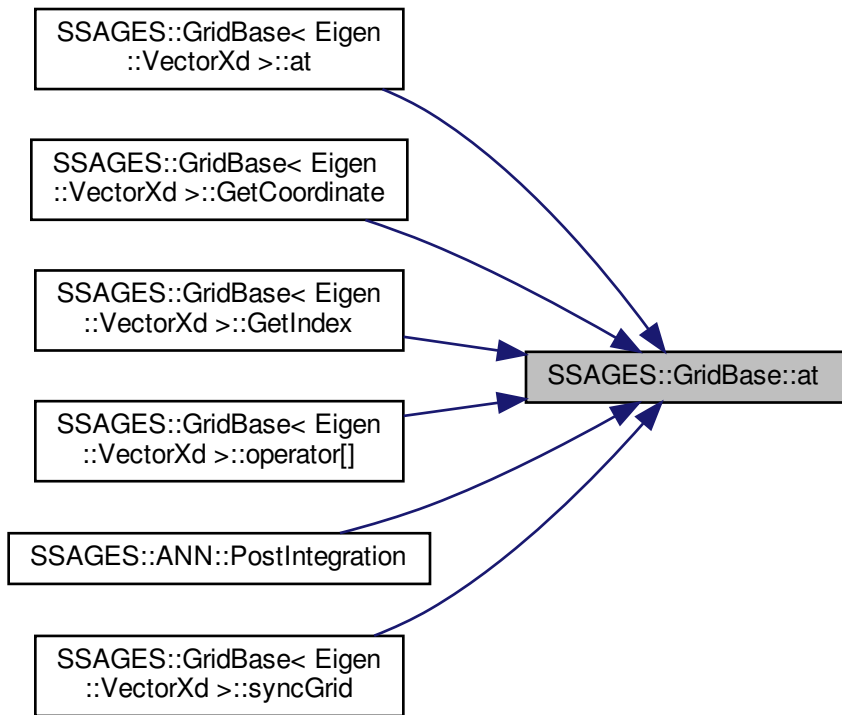 SSAGES::GridBase< Eigen
::VectorXd >::at
SSAGES::GridBase< Eigen
::VectorXd >::GetCoordinate
SSAGES::GridBase< Eigen
::VectorXd >::GetIndex
SSAGES::GridBase::at
SSAGES::GridBase< Eigen
::VectorXd >::operator[]
SSAGES::ANN::PostIntegration
SSAGES::GridBase< Eigen
::VectorXd >::syncGrid